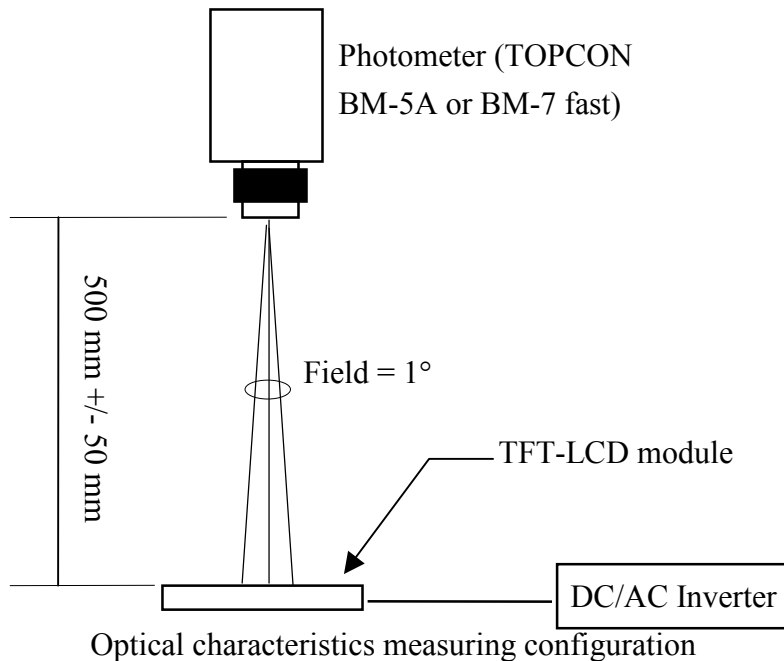 Photometer (TOPCON
BM-5A or BM-7 fast)
500 mm +/- 50 mm
Field = 1°
TFT-LCD module
DC/AC Inverter
Optical characteristics measuring configuration